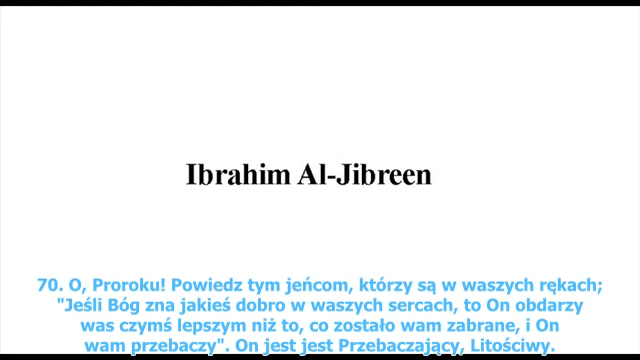 Ibrahim Al-Jibreen
70. O, Proroku! Powiedz tym jeńcom, którzy są w waszych rękach;
"Jeśli Bóg zna jakieś dobro w waszych sercach, to On obdarzy
was czymś lepszym niż to, co zostało wam zabrane, i On
wam przebaczy". On jest jest Przebaczający, Litościwy.